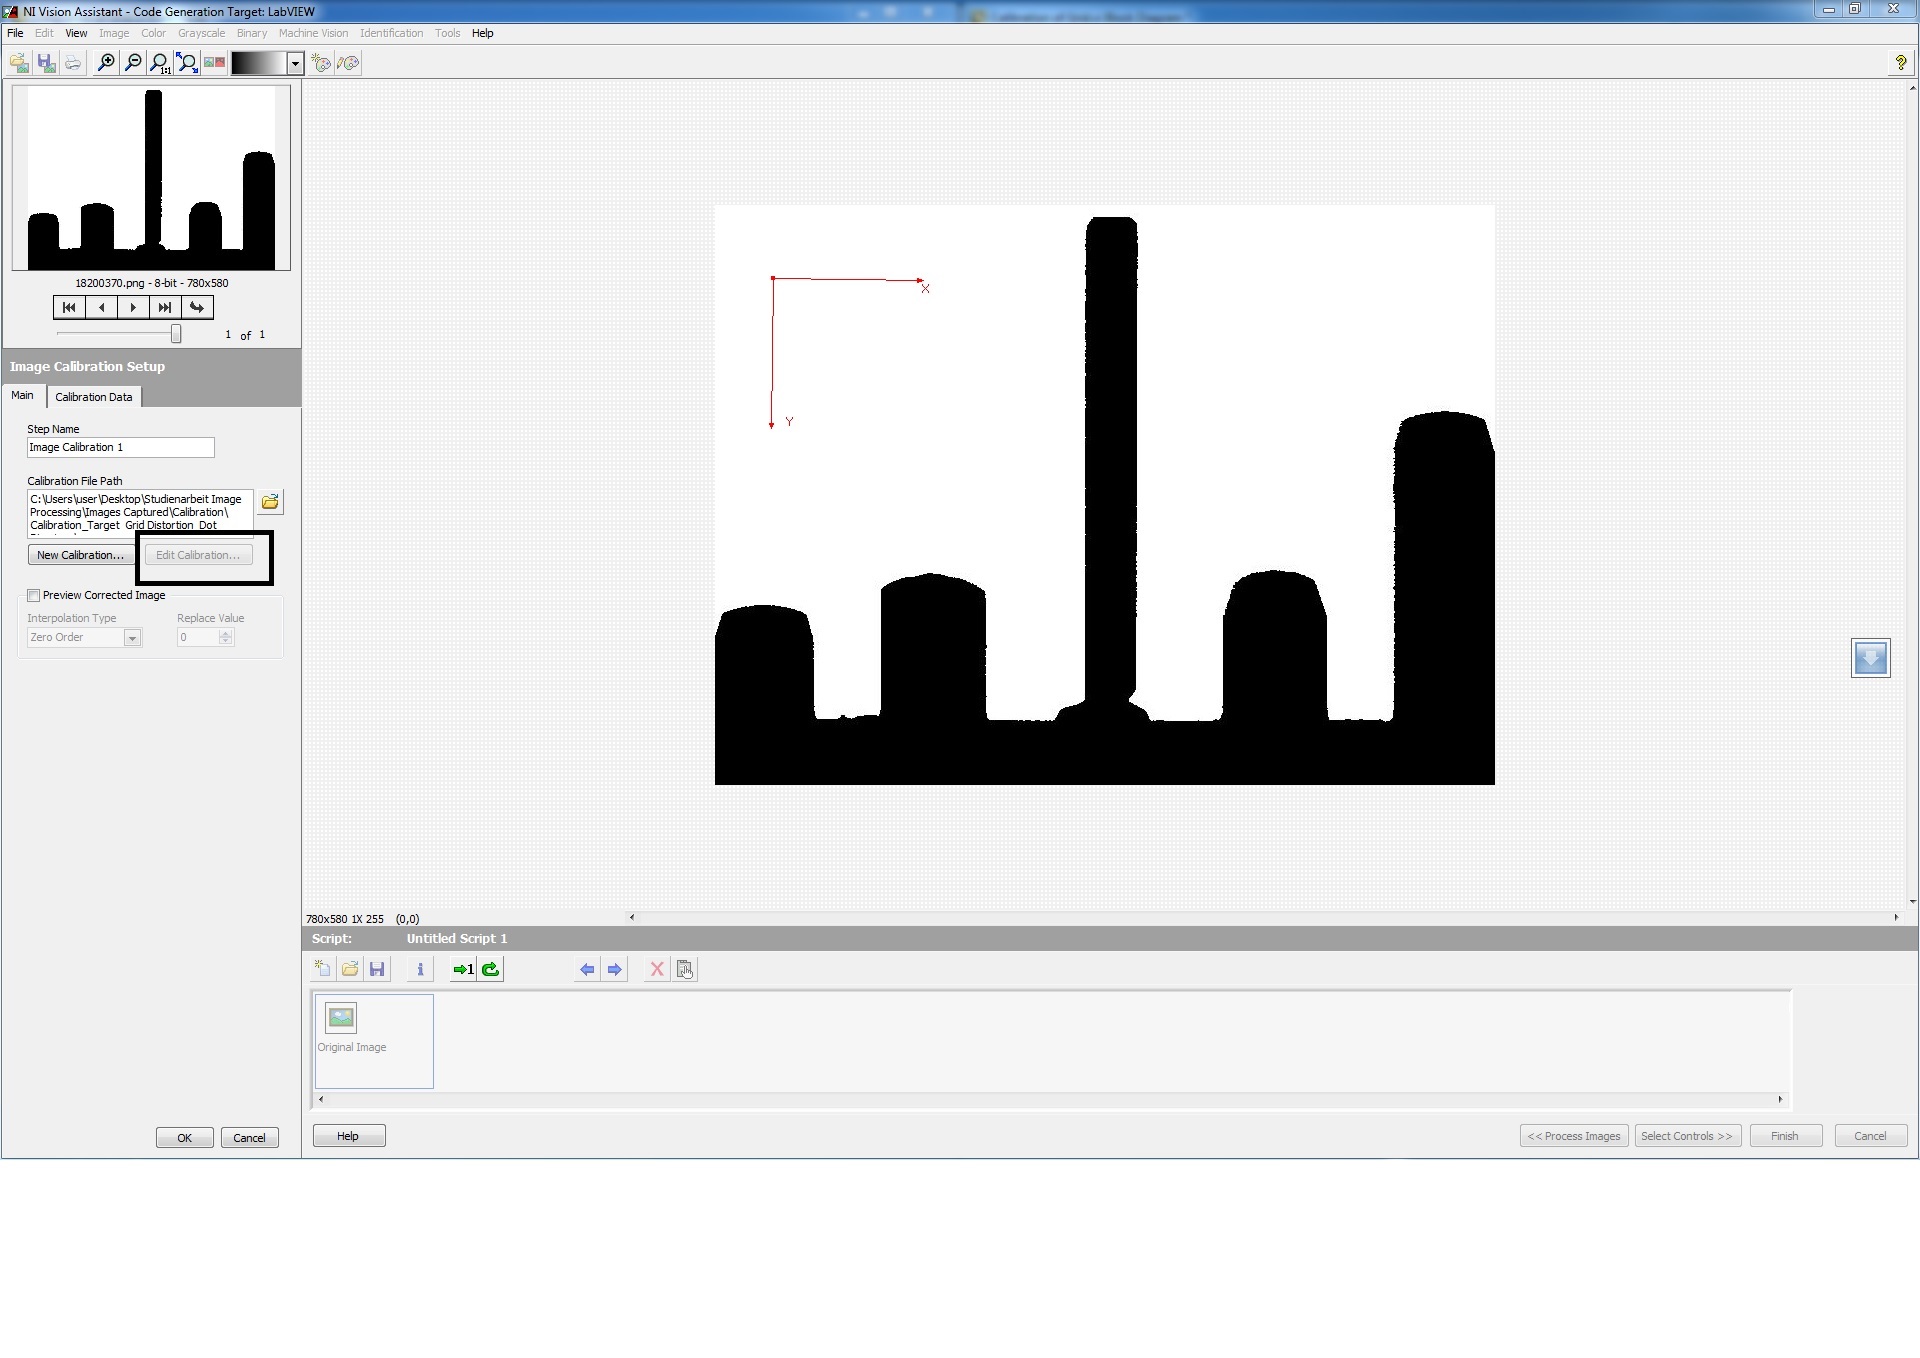 NI Vision Assistant - Code Generation Target: LabVIEW
File Edit View Image Color Grayscale Binary Machine Vision Identification Tools Help
1:1
?
18200370.png - 8-bit - 780x580
1 of 1
Image Calibration Setup
Main Calibration Data
Step Name
Image Calibration 1
Calibration File Path
C:\Users\user\Desktop\Studienarbeit Image
Processing\Images Captured\Calibration\
Calibration_Target Grid Distortion Dot
New Calibration... Edit Calibration...
Preview Corrected Image
Interpolation Type Replace Value
Zero Order 0
OK Cancel
X
Y
780x580 1X 255 (0,0)
Script: Untitled Script 1
i 1
Original Image
Help << Process Images Select Controls >> Finish Cancel